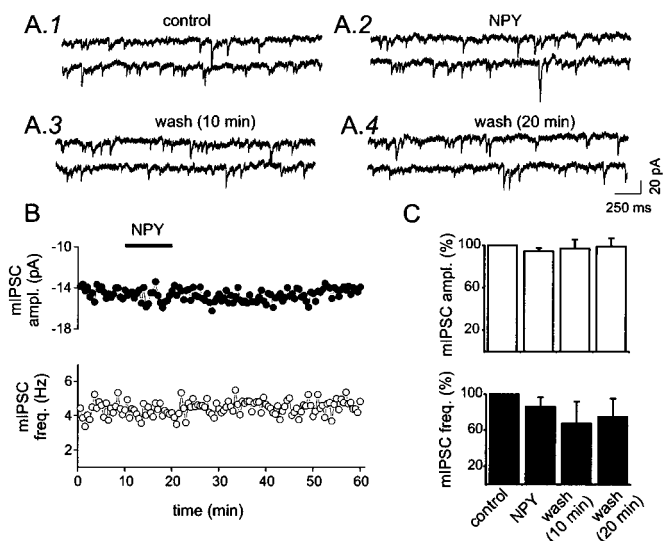 A.1 control
A.2 NPY
A.3 wash (10 min)
A.4 wash (20 min)
20 pA
250 ms
B
NPY
-10
-14
-18
mIPSC
ampl. (pA)
6
4
2
mIPSC
freq. (Hz)
0 10 20 30 40 50 60
time (min)
C
100
60
20
mIPSC ampl. (%)
100
60
20
mIPSC freq. (%)
control
NPY
wash
(10 min)
wash
(20 min)